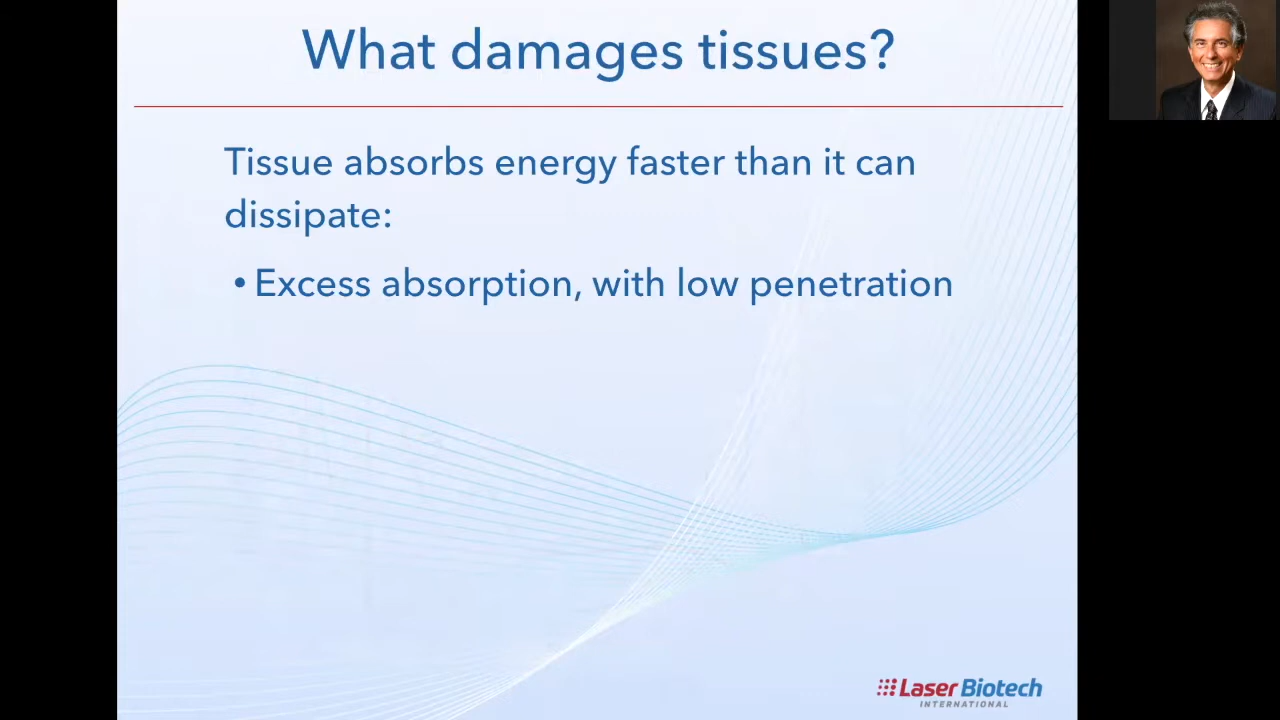 What damages tissues?
Tissue absorbs energy faster than it can
dissipate:
• Excess absorption, with low penetration
Laser Biotech
INTERNATIONAL